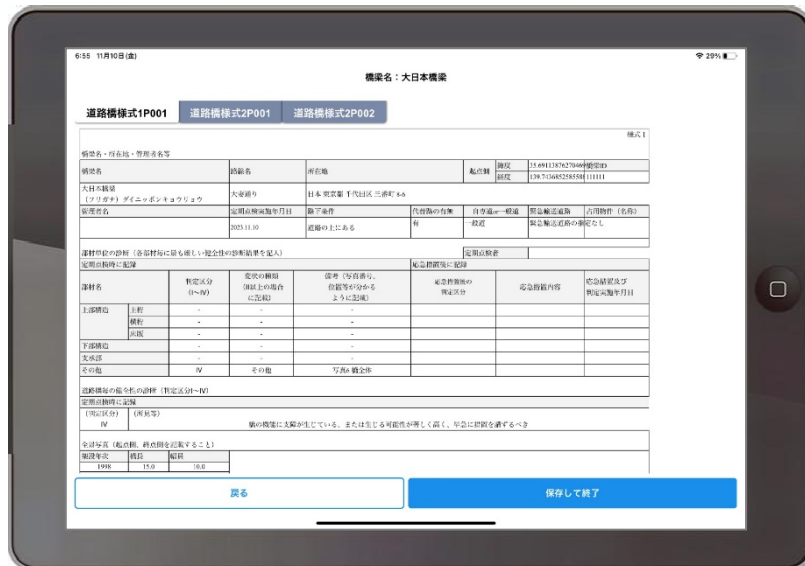 6:55 11月10日(金)
29%
橋梁名：大日本橋梁
道路橋様式1P001 道路橋様式2P001 道路橋様式2P002
様式1
橋梁名・所在地・管理者名等
橋梁名 路線名 所在地 起点側 緯度 35.69113876270469 橋梁ID
経度 139.7436852585581 111111
大日本橋梁
(フリガナ) ダイニッポンキョウリョウ
大妻通り 日本 東京都 千代田区 三番町 8-6
管理者名 定期点検実施年月日 路下条件 代替路の有無 自専道or一般道 緊急輸送道路 占用物件 (名称)
2023.11.10 道路の上にある 有 一般道 緊急輸送道路の指定なし
部材単位の診断 (各部材毎に最も厳しい健全性の診断結果を記入) 定期点検者
定期点検時に記録 応急措置後に記録
部材名 判定区分 (I～IV) 変状の種類 (II以上の場合に記載) 備考 (写真番号、位置等が分かるように記載) 応急措置後の判定区分 応急措置内容 応急措置及び判定実施年月日
上部構造 主桁 - - -
横桁 - - -
床版 - - -
下部構造 - - -
支承部 - - -
その他 IV その他 写真6 橋全体
道路橋毎の健全性の診断 (判定区分I～IV)
定期点検時に記録
(判定区分) (所見等)
IV 橋の機能に支障が生じている、または生じる可能性が著しく高く、早急に措置を講ずるべき
全景写真 (起点側、終点側を記載すること)
架設年次 橋長 幅員
1998 15.0 10.0
戻る 保存して終了